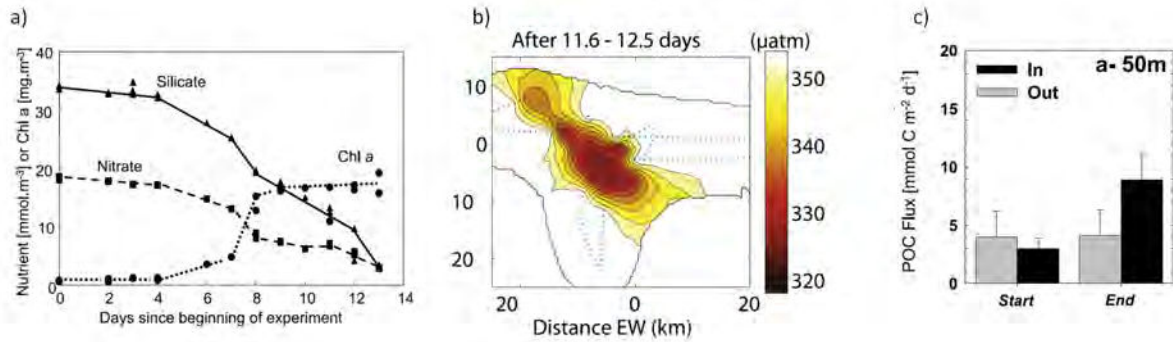 a)
40
30
20
10
0
Nutrient [mmol.m-3] or Chl a [mg.m-3]
Silicate
Nitrate
Chl a
0 2 4 6 8 10 12 14
Days since beginning of experiment
b)
After 11.6 - 12.5 days
(µatm)
10
0
10
20
20 0 20
Distance EW (km)
350
340
330
320
c)
20
15
10
5
0
POC Flux [mmol C m-2 d-1]
In
Out
a- 50m
Start End